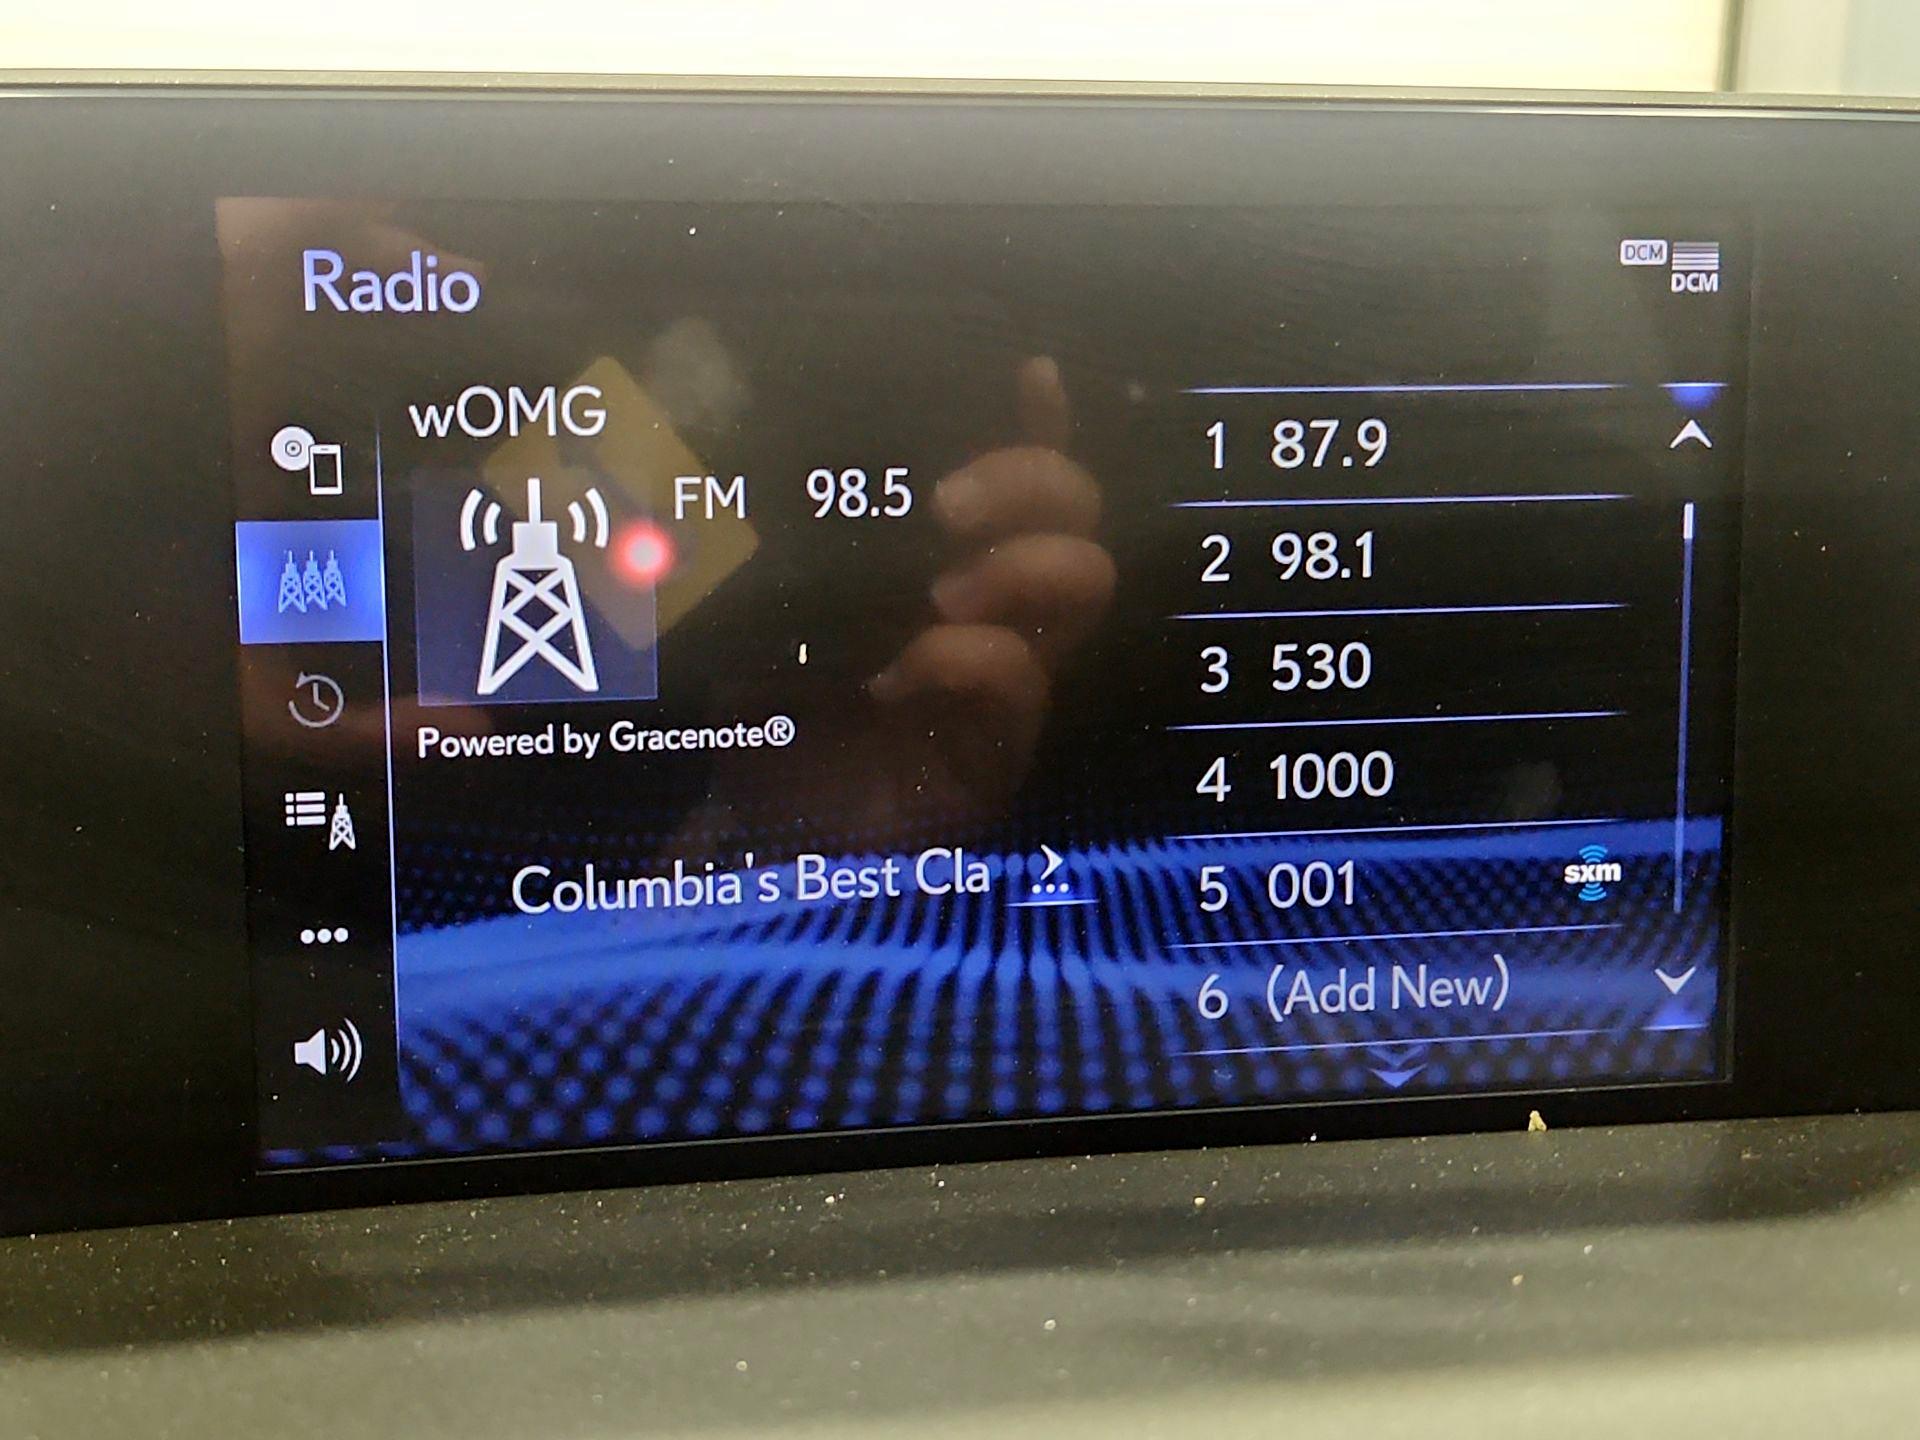 Radio
DCM
DCM
wOMG
FM 98.5
Powered by Gracenote®
Columbia's Best Cla
1 87.9
2 98.1
3 530
4 1000
5 001 sxm
6 (Add New)